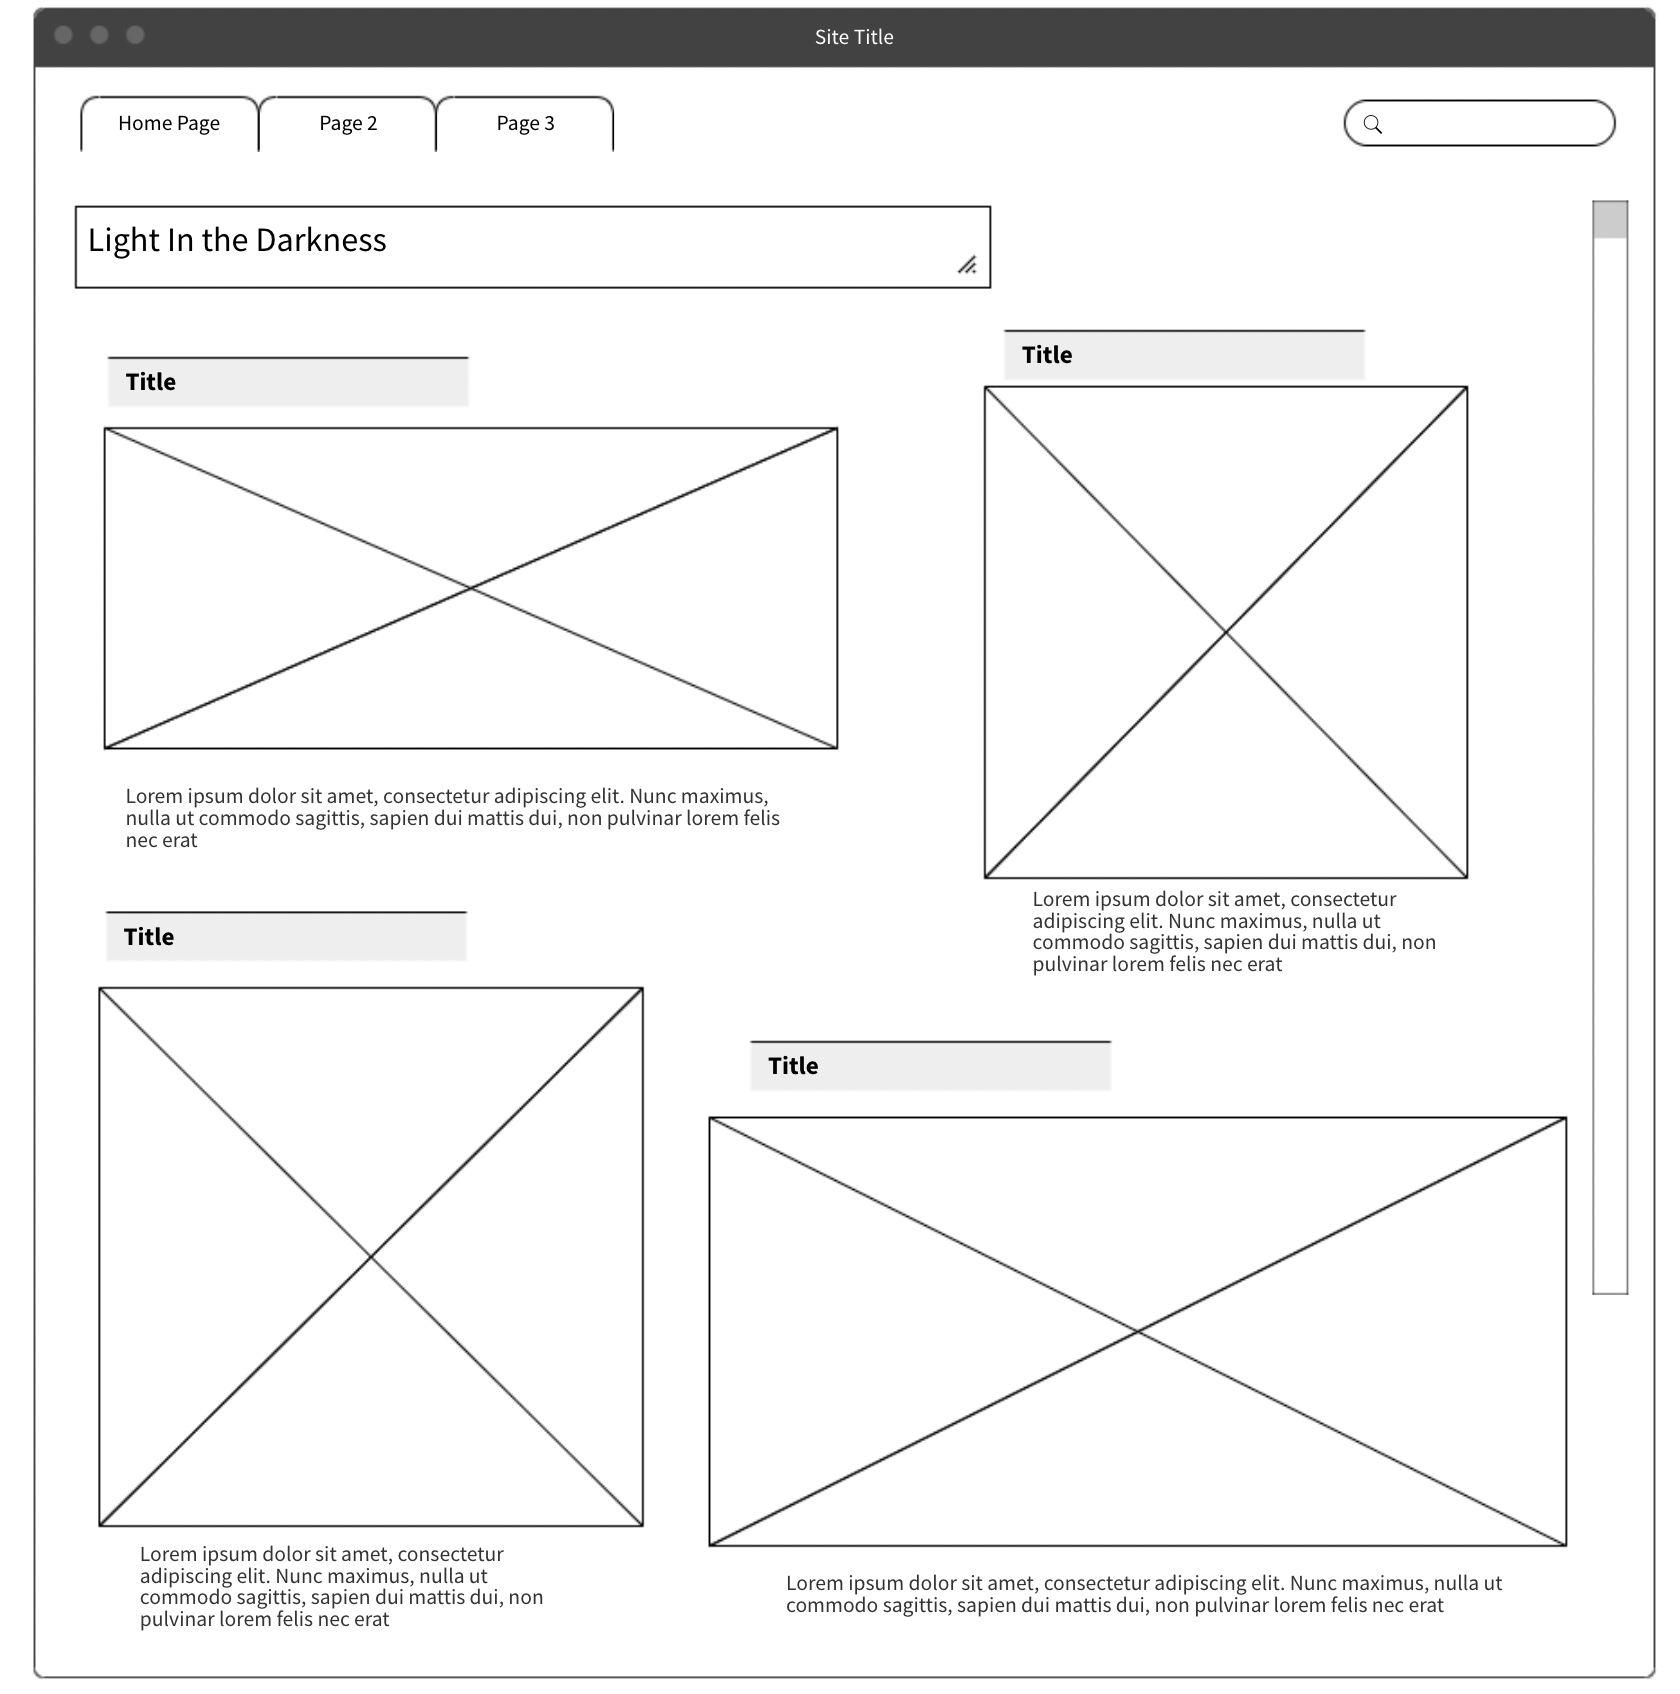 Site Title
Home Page
Page 2
Page 3
Light In the Darkness
Title
Lorem ipsum dolor sit amet, consectetur adipiscing elit. Nunc maximus,
nulla ut commodo sagittis, sapien dui mattis dui, non pulvinar lorem felis
nec erat
Title
Lorem ipsum dolor sit amet, consectetur
adipiscing elit. Nunc maximus, nulla ut
commodo sagittis, sapien dui mattis dui, non
pulvinar lorem felis nec erat
Title
Lorem ipsum dolor sit amet, consectetur
adipiscing elit. Nunc maximus, nulla ut
commodo sagittis, sapien dui mattis dui, non
pulvinar lorem felis nec erat
Title
Lorem ipsum dolor sit amet, consectetur adipiscing elit. Nunc maximus, nulla ut
commodo sagittis, sapien dui mattis dui, non pulvinar lorem felis nec erat